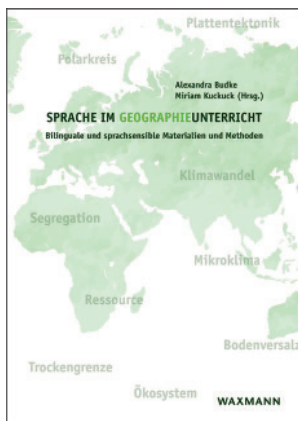 Plattentektonik
Polarkreis
Alexandra Budke
Miriam Kuckuck (Hrsg.)
SPRACHE IM GEOGRAPHIEUNTERRICHT
Bilinguale und sprachsensible Materialien und Methoden
Klimawandel
Segregation
Mikroklima
Ressource
Bodenversalz
Trockengrenze
Ökosystem
WAXMANN